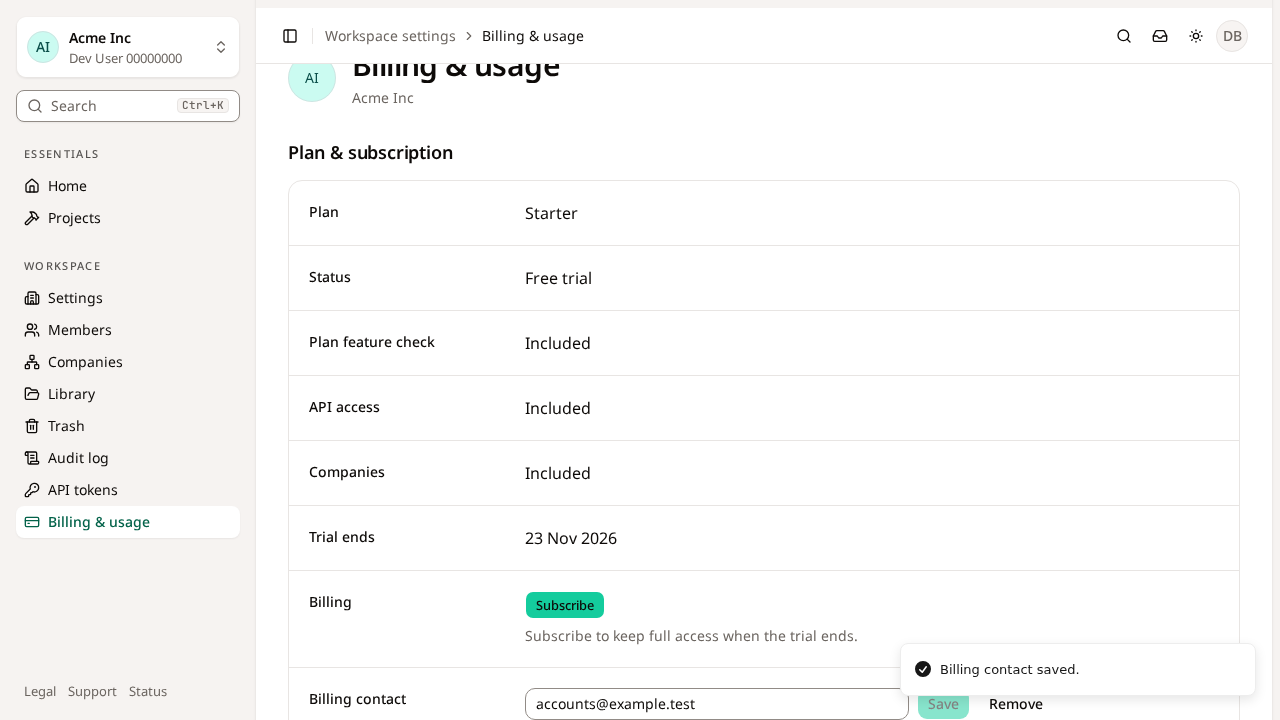 AI
Acme Inc
Dev User 00000000
Search
Ctrl+K
ESSENTIALS
Home
Projects
WORKSPACE
Settings
Members
Companies
Library
Trash
Audit log
API tokens
Billing & usage
Legal Support Status
Workspace settings > Billing & usage
DB
AI
Billing & usage
Acme Inc
Plan & subscription
Plan Starter
Status Free trial
Plan feature check Included
API access Included
Companies Included
Trial ends 23 Nov 2026
Billing Subscribe
Subscribe to keep full access when the trial ends.
Billing contact saved.
Billing contact accounts@example.test Save Remove